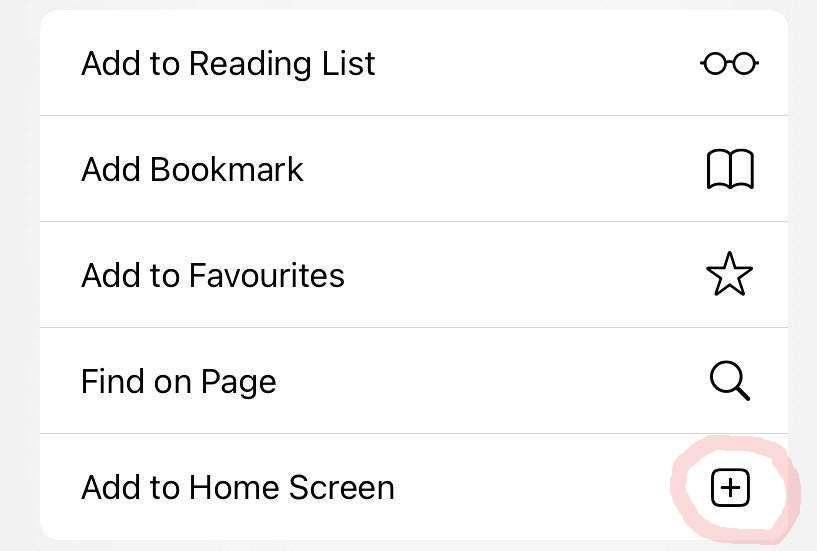 Add to Reading List
Add Bookmark
Add to Favourites
Find on Page
Add to Home Screen